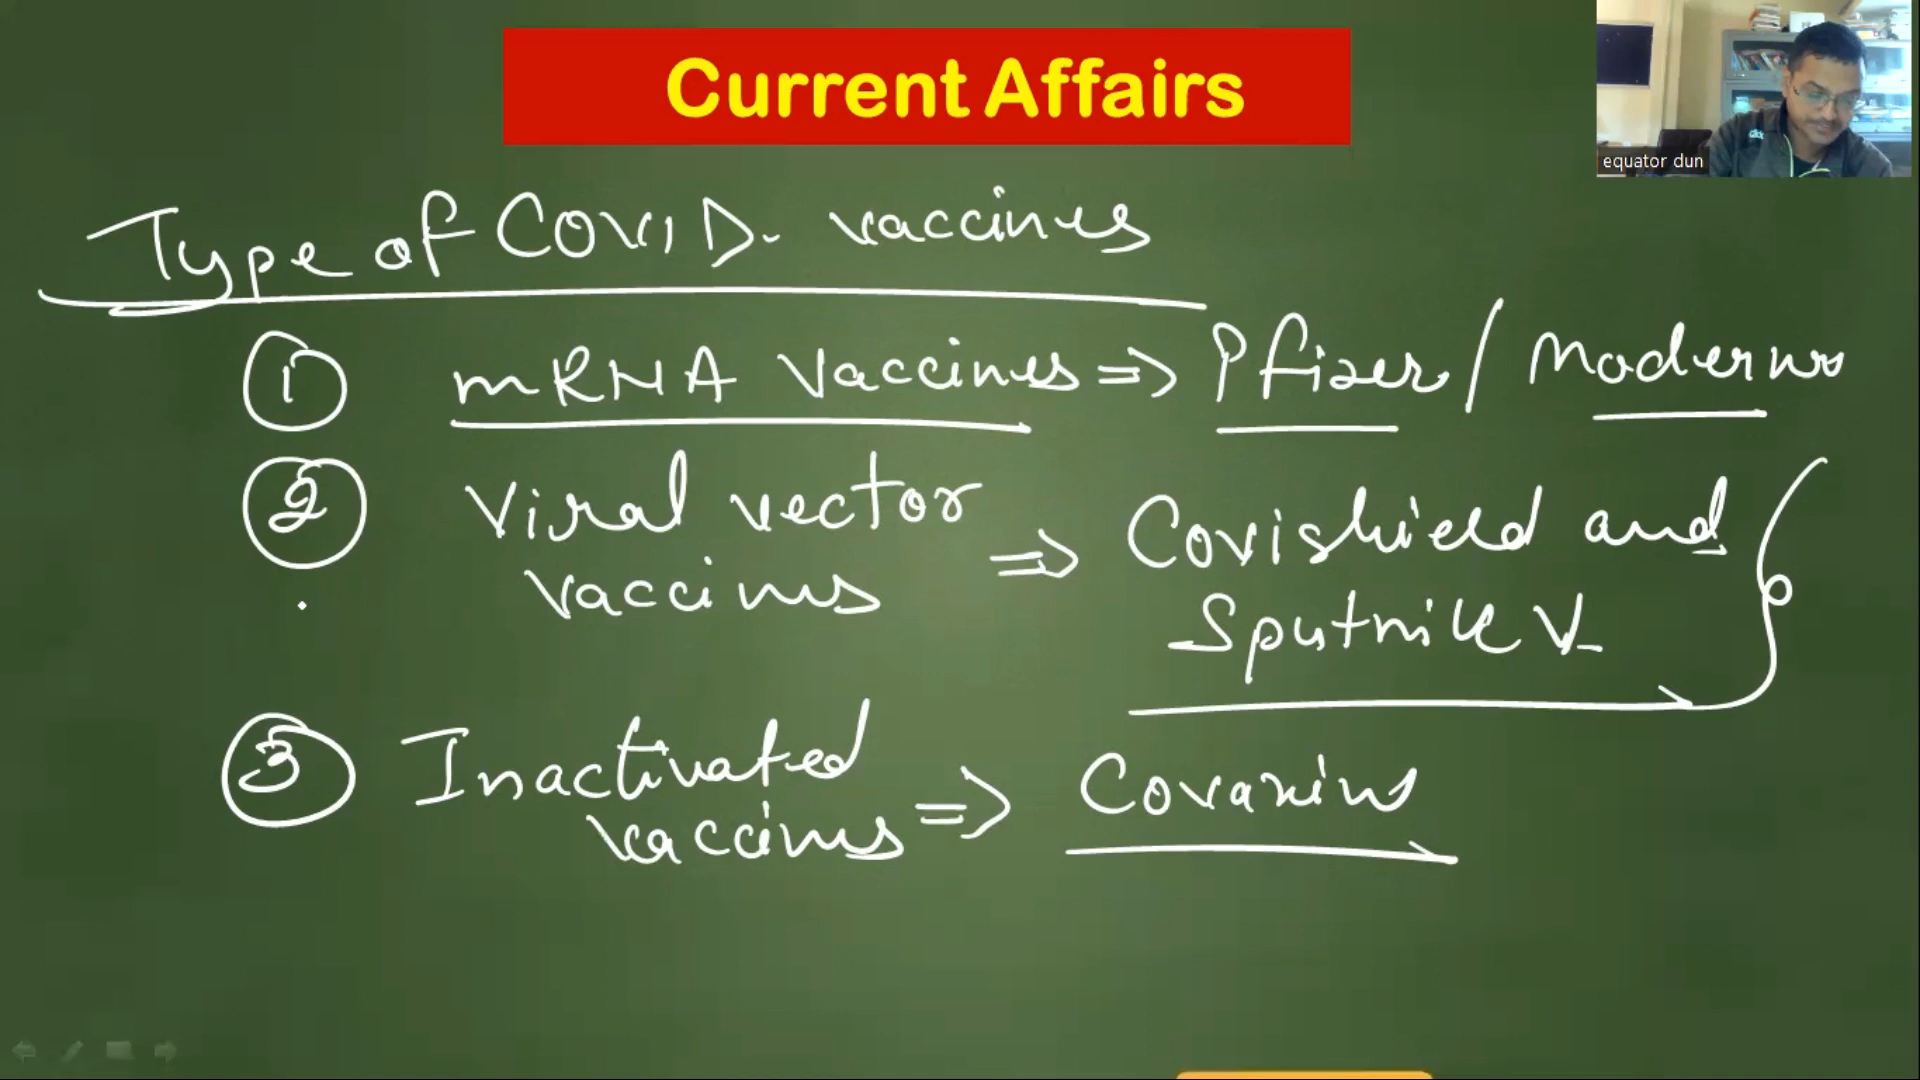 Current Affairs
equator dun
Type of COVID. vaccines
1 mRNA Vaccines => Pfizer / Moderna
2 Viral vector vaccines => Covishield and
Sputnik V
3 Inactivated
vaccines => Covaxins